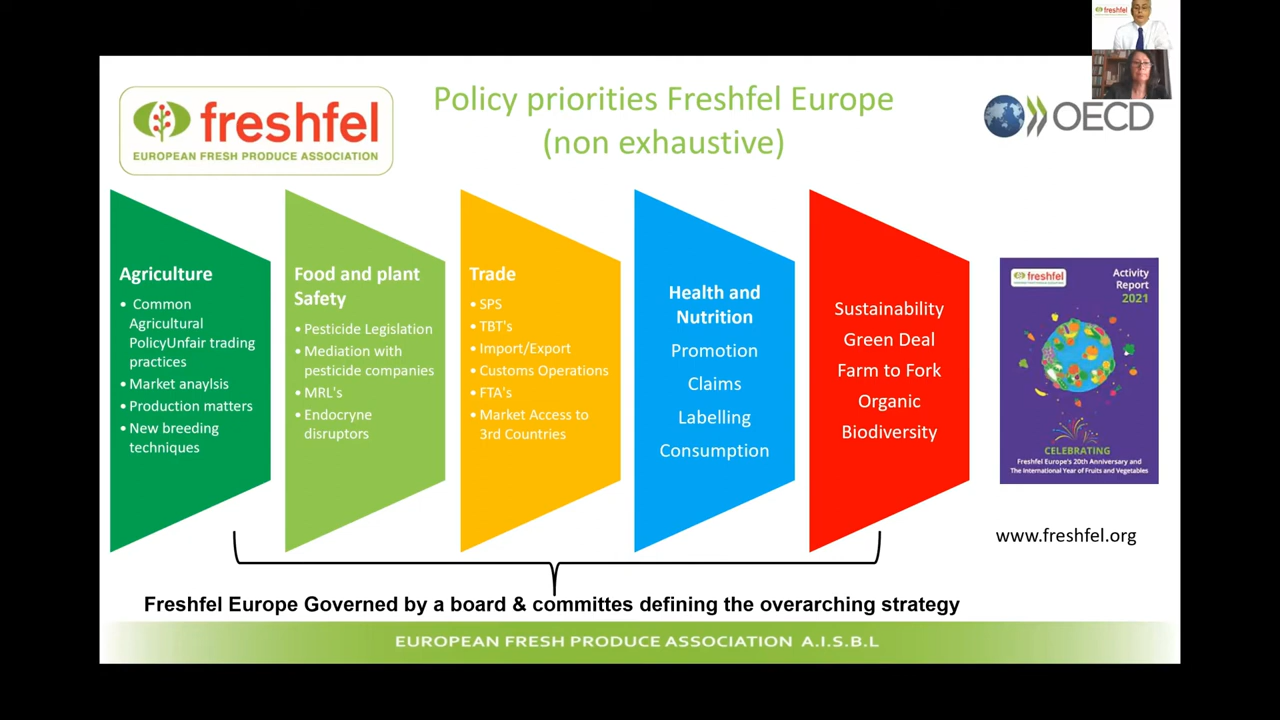 freshfel
EUROPEAN FRESH PRODUCE ASSOCIATION
Policy priorities Freshfel Europe
(non exhaustive)
OECD
freshfel
Agriculture
• Common
Agricultural
PolicyUnfair trading
practices
• Market anaylsis
• Production matters
• New breeding
techniques
Food and plant
Safety
• Pesticide Legislation
• Mediation with
pesticide companies
• MRL's
• Endocryne
disruptors
Trade
• SPS
• TBT's
• Import/Export
• Customs Operations
• FTA's
• Market Access to
3rd Countries
Health and
Nutrition
Promotion
Claims
Labelling
Consumption
Sustainability
Green Deal
Farm to Fork
Organic
Biodiversity
freshfel
Activity
Report
2021
CELEBRATING
Freshfel Europe's 20th Anniversary and
The International Year of Fruits and Vegetables
www.freshfel.org
Freshfel Europe Governed by a board & committes defining the overarching strategy
EUROPEAN FRESH PRODUCE ASSOCIATION A.I.S.B.L